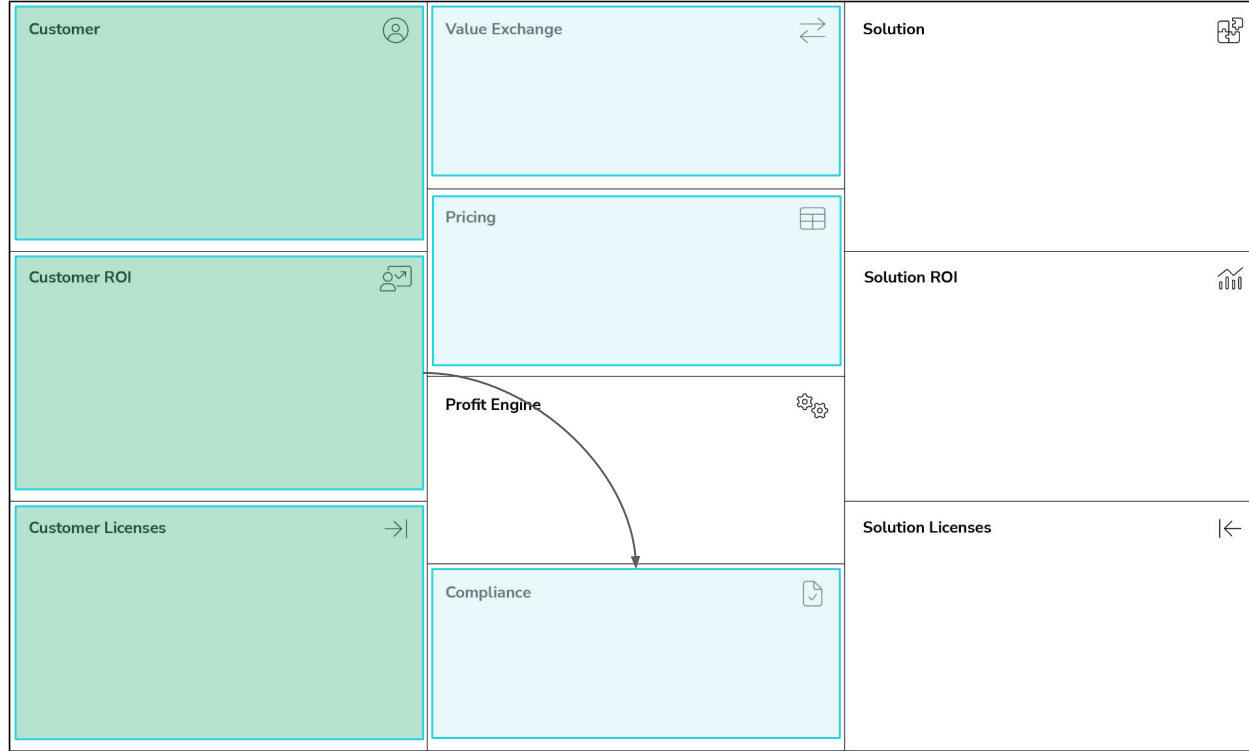 Customer
Value Exchange
Solution
Pricing
Customer ROI
Solution ROI
Profit Engine
Customer Licenses
Solution Licenses
Compliance